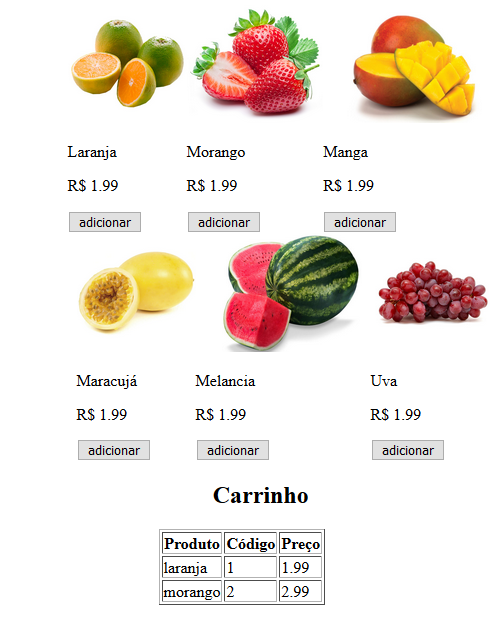 Laranja Morango Manga
R$ 1.99 R$ 1.99 R$ 1.99
adicionar adicionar adicionar
Maracujá Melancia Uva
R$ 1.99 R$ 1.99 R$ 1.99
adicionar adicionar adicionar
Carrinho
Produto Código Preço
laranja 1 1.99
morango 2 2.99